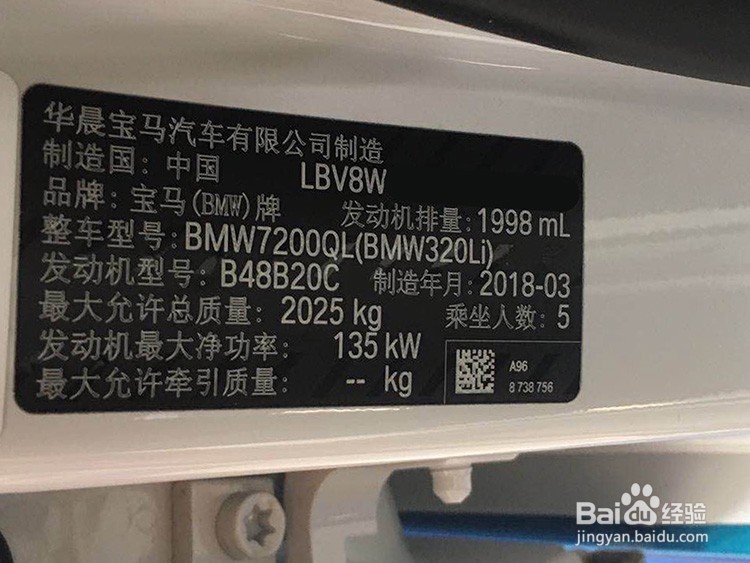 华晨宝马汽车有限公司制造
制造国: 中国 LBV8W
品牌: 宝马(BMW)牌 发动机排量: 1998 mL
整车型号: BMW7200QL(BMW320Li)
发动机型号: B48B20C 制造年月: 2018-03
最大允许总质量: 2025 kg 乘坐人数: 5
发动机最大净功率: 135 kW
最大允许牵引质量: -- kg
A96
8 738 756
Baidu经验
jingyan.baidu.com